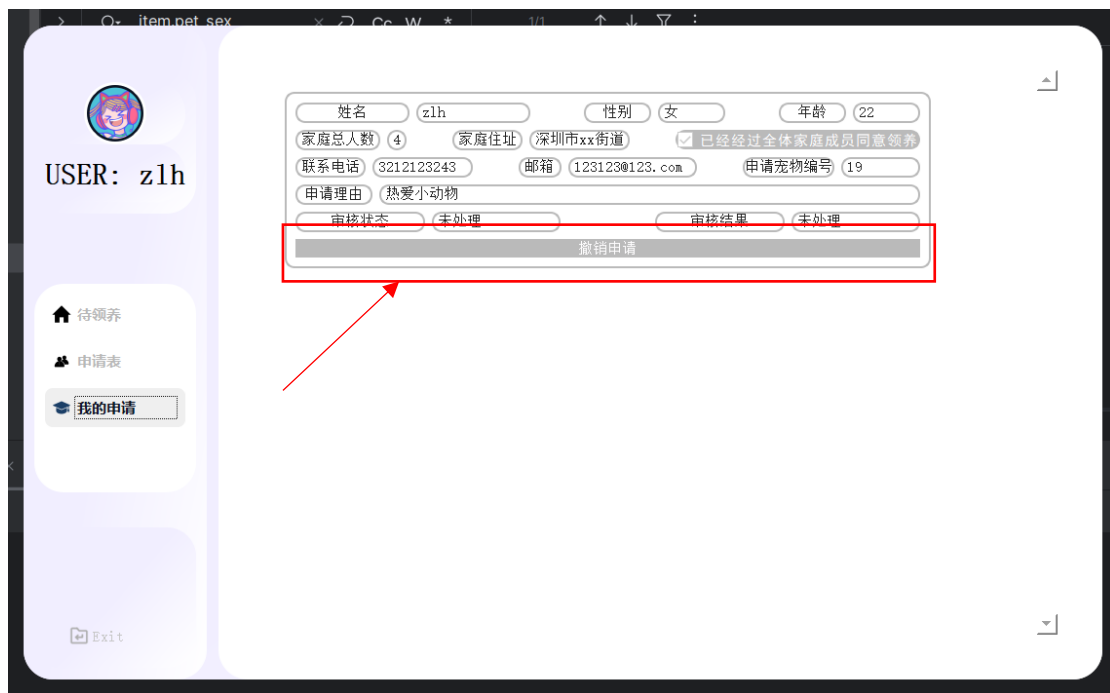 item.pet_sex Cc W * 1/1
USER: zlh
待领养
申请表
我的申请
Exit
姓名 zlh 性别 女 年龄 22
家庭总人数 4 家庭住址 深圳市xx街道 已经经过全体家庭成员同意领养
联系电话 3212123243 邮箱 123123@123.com 申请宠物编号 19
申请理由 热爱小动物
审核状态 未处理 审核结果 未处理
撤销申请